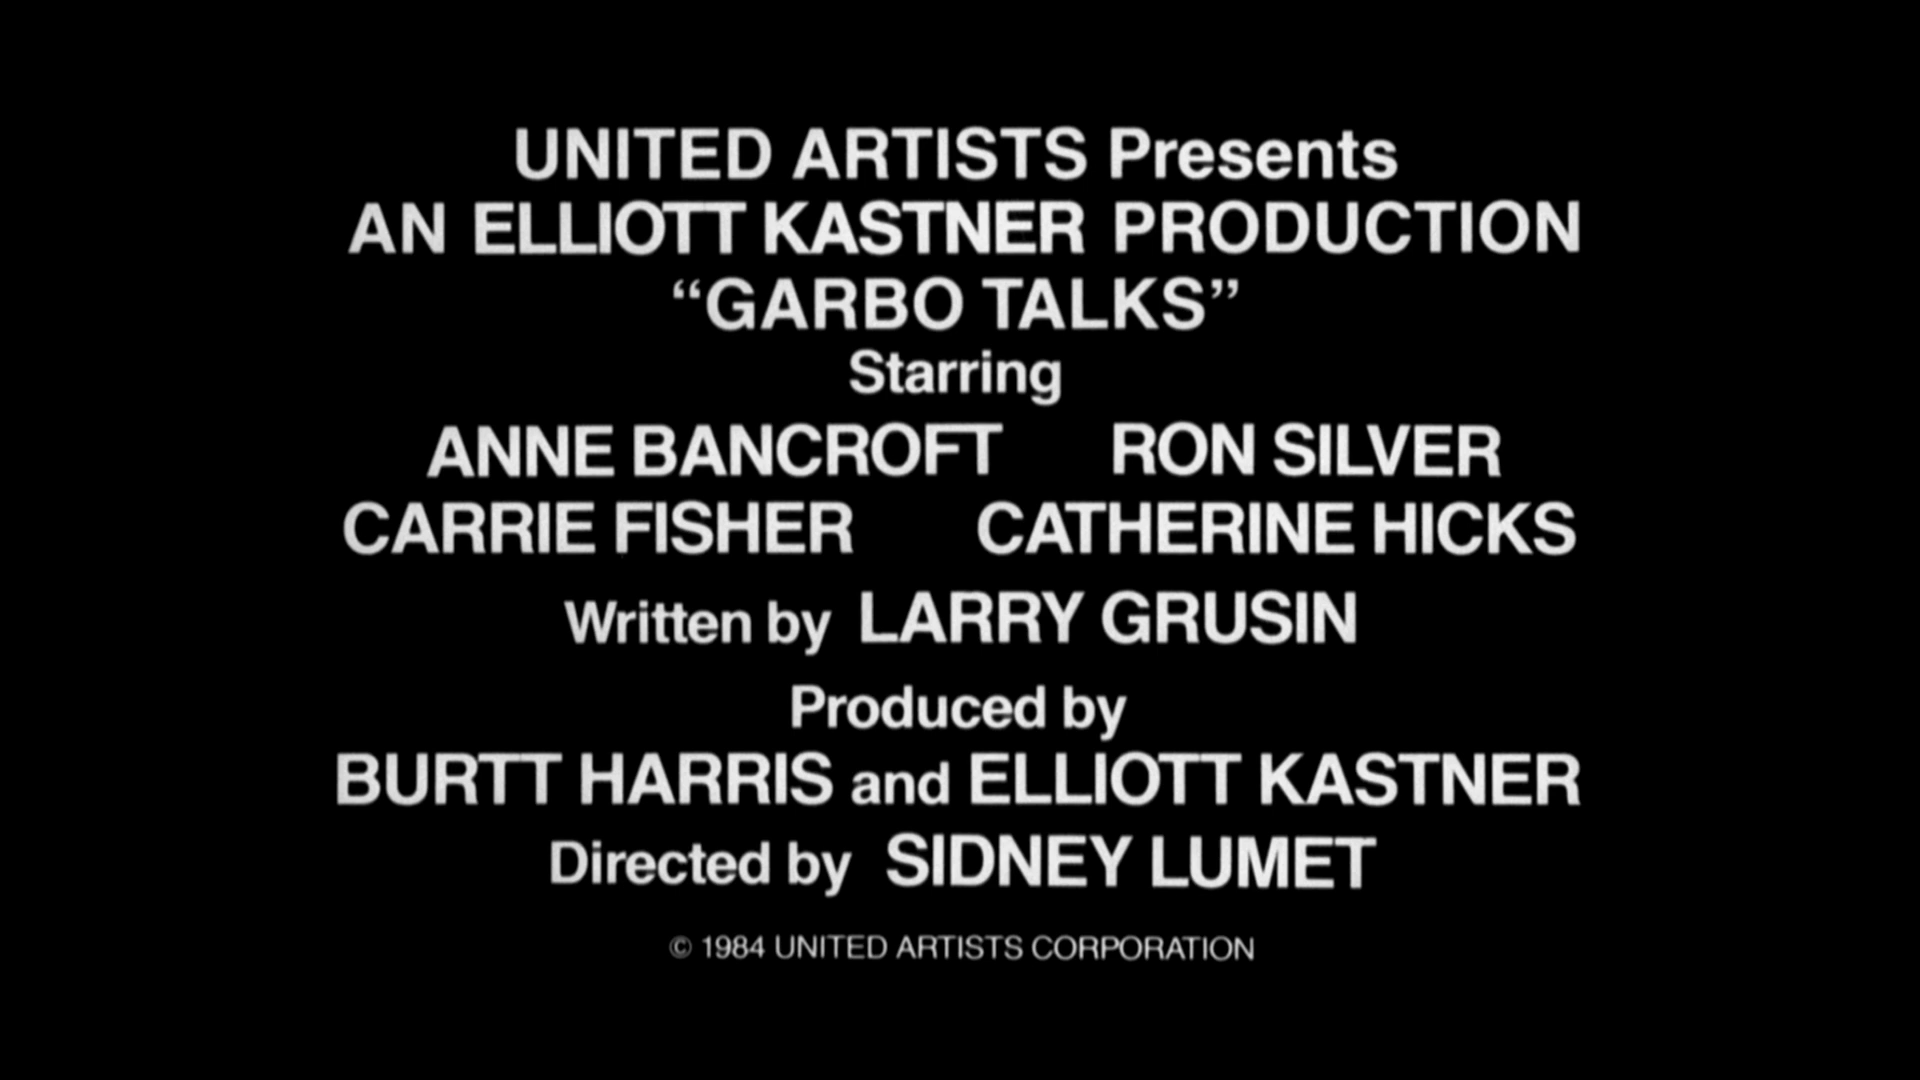 UNITED ARTISTS Presents
AN ELLIOTT KASTNER PRODUCTION
“GARBO TALKS”
Starring
ANNE BANCROFT RON SILVER
CARRIE FISHER CATHERINE HICKS
Written by LARRY GRUSIN
Produced by
BURTT HARRIS and ELLIOTT KASTNER
Directed by SIDNEY LUMET
© 1984 UNITED ARTISTS CORPORATION